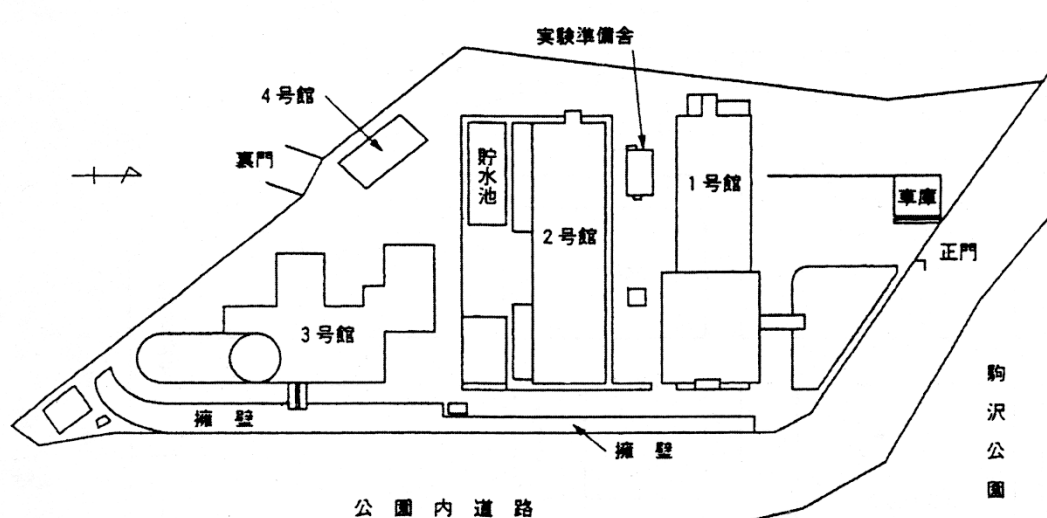 実験準備舎
4号館
裏門
貯水池
1号館
車庫
2号館
正門
3号館
駒沢公園
擁壁
擁壁
公園内道路